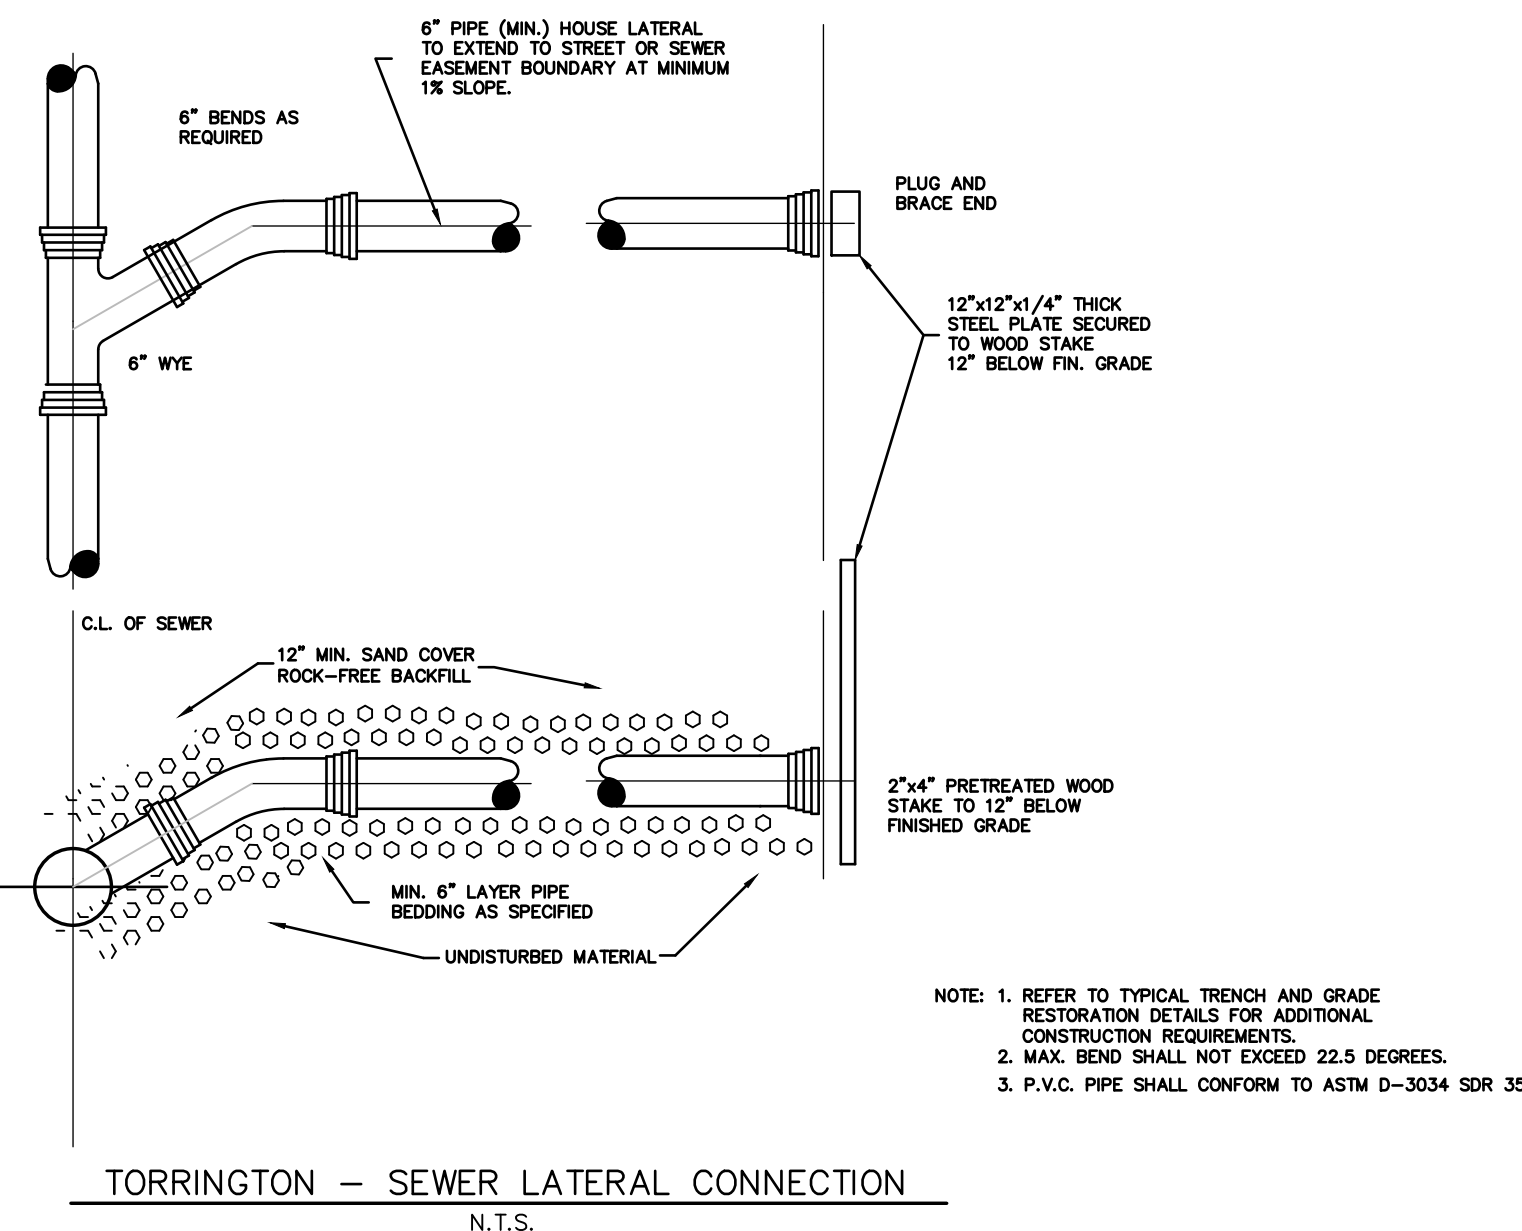 6" PIPE (MIN.) HOUSE LATERAL
TO EXTEND TO STREET OR SEWER
EASEMENT BOUNDARY AT MINIMUM
1% SLOPE.
6" BENDS AS
REQUIRED
PLUG AND
BRACE END
12"x12"x1/4" THICK
STEEL PLATE SECURED
TO WOOD STAKE
12" BELOW FIN. GRADE
6" WYE
C.L. OF SEWER
12" MIN. SAND COVER
ROCK-FREE BACKFILL
2"x4" PRETREATED WOOD
STAKE TO 12" BELOW
FINISHED GRADE
MIN. 6" LAYER PIPE
BEDDING AS SPECIFIED
UNDISTURBED MATERIAL
NOTE: 1. REFER TO TYPICAL TRENCH AND GRADE
RESTORATION DETAILS FOR ADDITIONAL
CONSTRUCTION REQUIREMENTS.
2. MAX. BEND SHALL NOT EXCEED 22.5 DEGREES.
3. P.V.C. PIPE SHALL CONFORM TO ASTM D-3034 SDR 35
TORRINGTON - SEWER LATERAL CONNECTION
N.T.S.